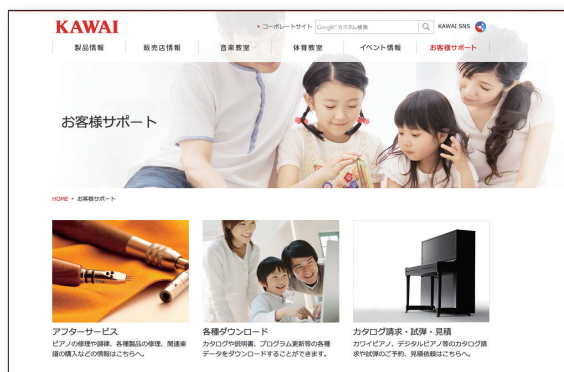 KAWAI
コーポレートサイト Google カスタム検索 KAWAI SNS
製品情報 販売店情報 音楽教室 体育教室 イベント情報 お客様サポート
お客様サポート
HOME お客様サポート
アフターサービス
ピアノの修理や調律、各種製品の修理、関連楽
譜の購入などの情報はこちらへ。
各種ダウンロード
カタログや説明書、プログラム更新等の各種
データをダウンロードすることができます。
カタログ請求・試弾・見積
カワイピアノ、デジタルピアノ等のカタログ請
求や試弾のご予約、見積依頼はこちらへ。